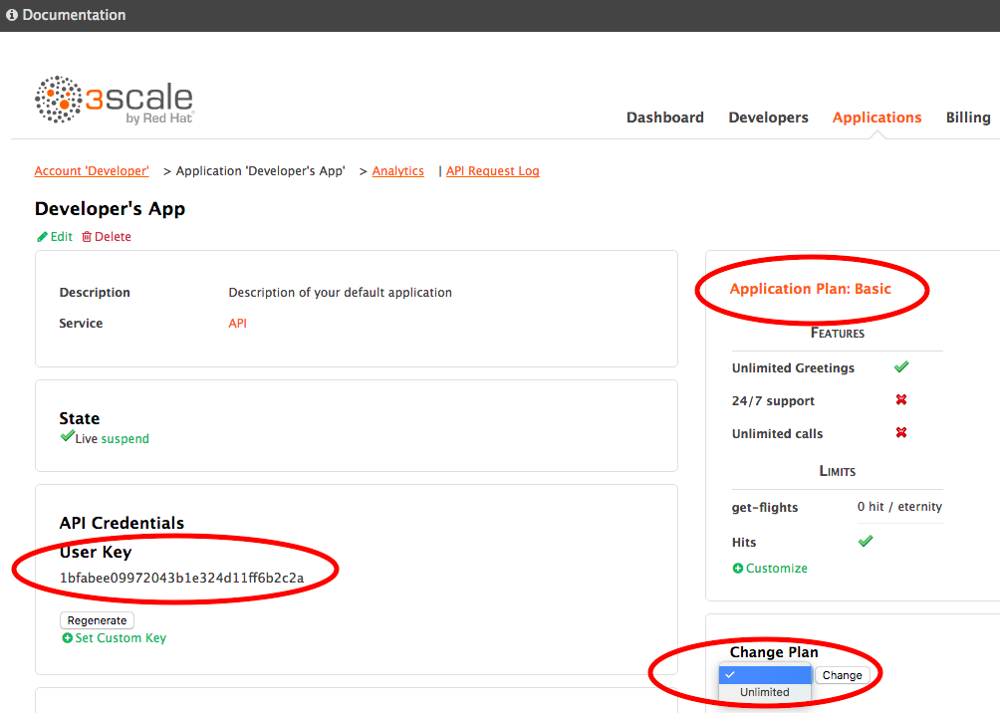 Documentation
3scale
by Red Hat
Dashboard Developers Applications Billing
Account 'Developer' > Application 'Developer's App' > Analytics | API Request Log
Developer's App
Edit Delete
Description Description of your default application
Service API
State
Live suspend
API Credentials
User Key
1bfabee09972043b1e324d11ff6b2c2a
Regenerate
Set Custom Key
Application Plan: Basic
Features
Unlimited Greetings
24/7 support
Unlimited calls
Limits
get-flights 0 hit / eternity
Hits
Customize
Change Plan
Change
Unlimited